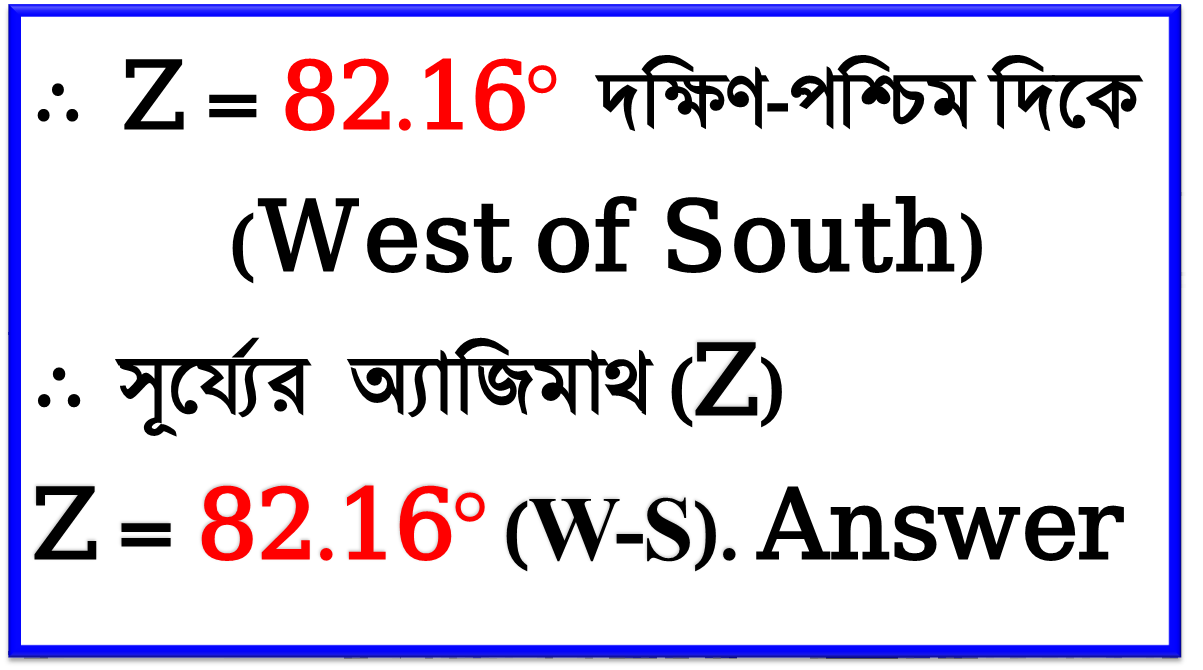 ∴ Z = 82.16° দক্ষিণ-পশ্চিম দিকে
(West of South)
∴ সূর্য্যের অ্যাজিমাথ (Z)
Z = 82.16° (W-S). Answer